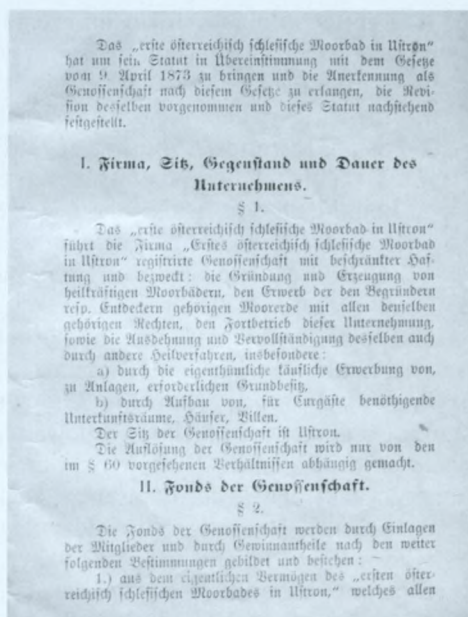 Das „erste österreichisch schlesische Moorbad in Ustron"
hat um sein Statut in Übereinstimmung mit dem Gesetze
vom 9. April 1873 zu bringen und die Anerkennung als
Genossenschaft nach diesem Gesetze zu erlangen, die Revi-
sion desselben vorgenommen und dieses Statut nachstehend
festgestellt.
I. Firma, Sitz, Gegenstand und Dauer des
Unternehmens.
§ 1.
Das „erste österreichisch schlesische Moorbad in Ustron"
führt die Firma „Erstes österreichisch schlesische Moorbad
in Ustron" registrirte Genossenschaft mit beschränkter Haf-
tung und bezweckt: die Gründung und Erzeugung von
heilkräftigen Moorbädern, den Erwerb der den Begründern
resp. Entdeckern gehörigen Moorerde mit allen denselben
gehörigen Rechten, den Fortbetrieb dieser Unternehmung,
sowie die Ausdehnung und Vervollständigung desselben auch
durch andere Heilverfahren, insbesondere:
a) durch die eigenthümliche käufliche Erwerbung von,
zu Anlagen, erforderlichen Grundbesitz,
b) durch Aufbau von, für Curgäste benöthigende
Unterkunftsräume, Häuser, Villen.
Der Sitz der Genossenschaft ist Ustron.
Die Auflösung der Genossenschaft wird nur von den
im § 60 vorgesehenen Verhältnissen abhängig gemacht.
II. Fonds der Genossenschaft.
§ 2.
Die Fonds der Genossenschaft werden durch Einlagen
der Mitglieder und durch Gewinnantheile nach den weiter
folgenden Bestimmungen gebildet und bestehen:
1.) aus dem eigentlichen Vermögen des „ersten öster-
reichisch schlesischen Moorbades in Ustron," welches allen